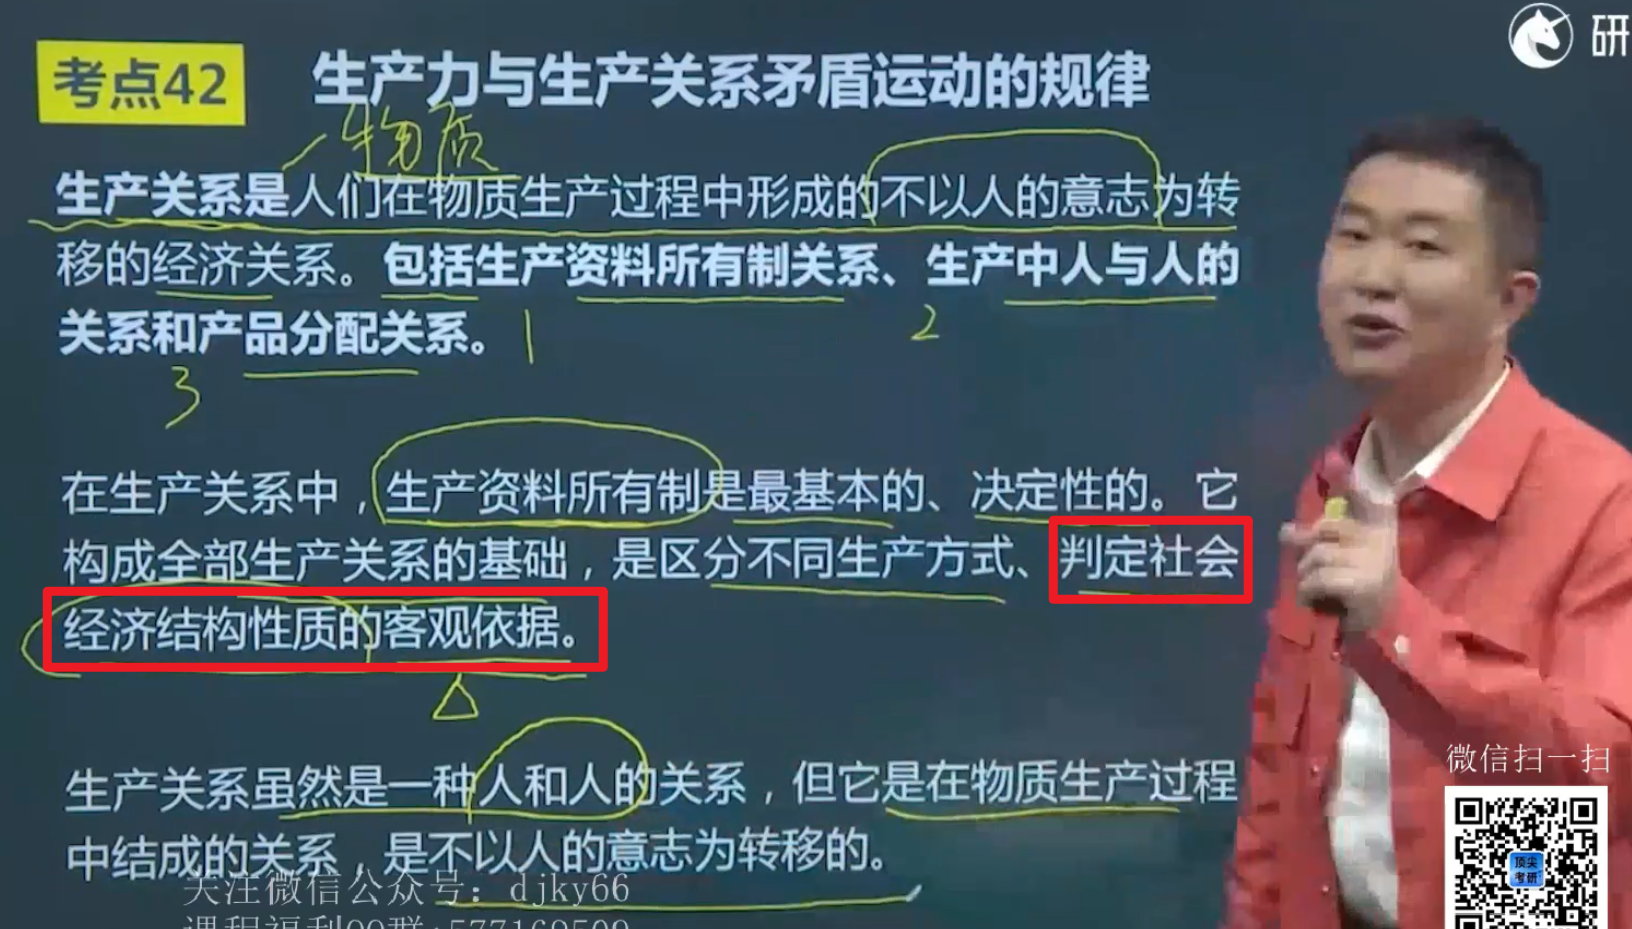 研
考点42 生产力与生产关系矛盾运动的规律
物质
生产关系是人们在物质生产过程中形成的不以人的意志为转
移的经济关系。包括生产资料所有制关系、生产中人与人的
关系和产品分配关系。 1 2
3
在生产关系中，生产资料所有制是最基本的、决定性的。它
构成全部生产关系的基础，是区分不同生产方式、判定社会
经济结构性质的客观依据。
生产关系虽然是一种人和人的关系，但它是在物质生产过程
中结成的关系，是不以人的意志为转移的。
微信扫一扫
顶尖
考研
关注微信公众号：djky66
课程福利QQ群:577169509